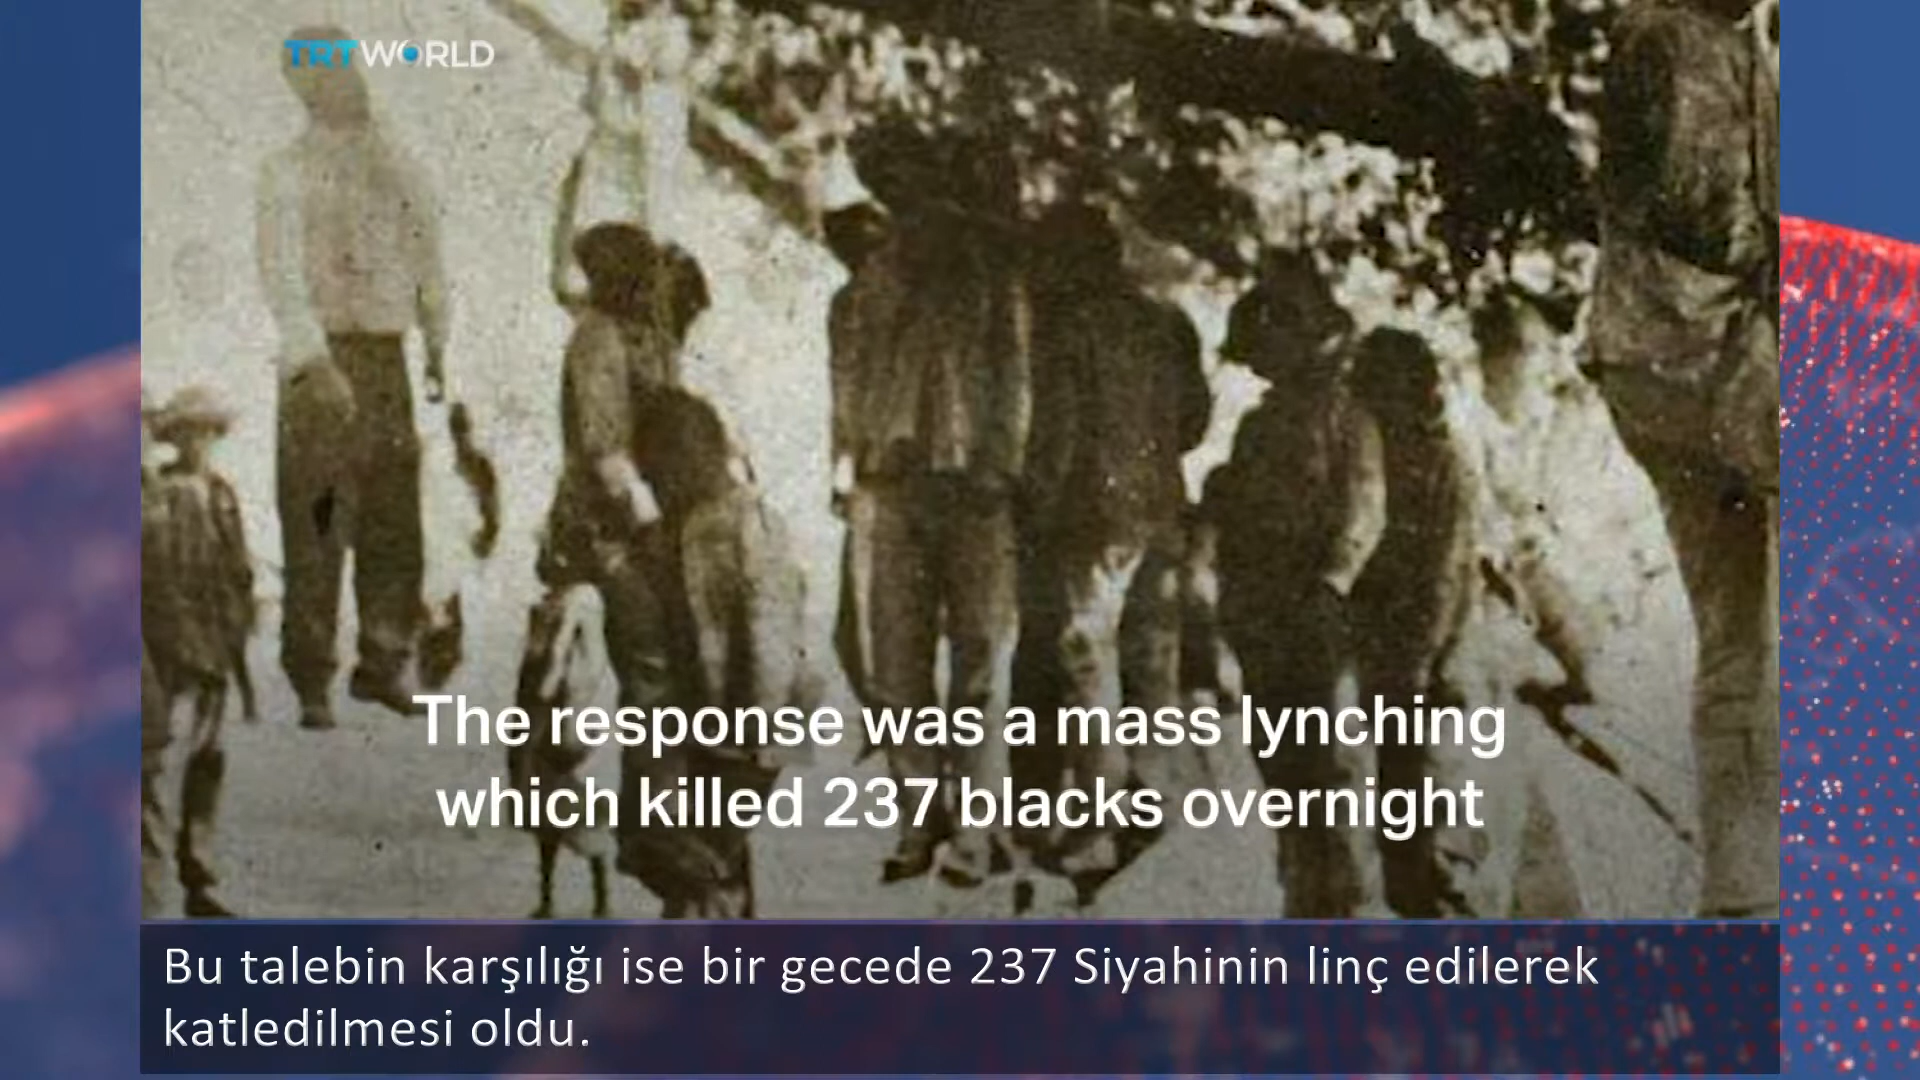 TRT WORLD
The response was a mass lynching
which killed 237 blacks overnight
Bu talebin karşılığı ise bir gecede 237 Siyahinin linç edilerek
katledilmesi oldu.